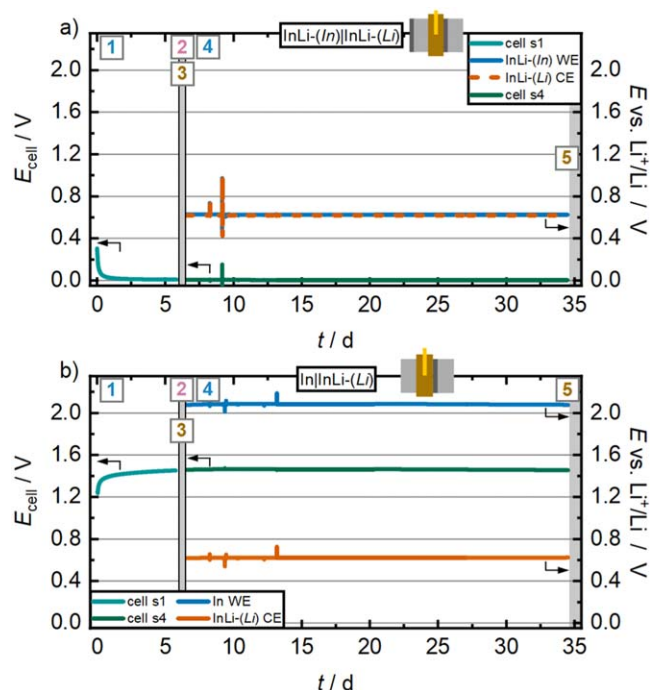 a)
1
2
4
InLi-(In)|InLi-(Li)
cell s1
InLi-(In) WE
InLi-(Li) CE
cell s4
3
5
2.0
1.6
1.2
0.8
0.4
0.0
E_cell / V
2.0
1.6
1.2
0.8
0.4
0.0
E vs. Li⁺/Li / V
0 5 10 15 20 25 30 35
t / d
b)
1
2
4
In|InLi-(Li)
5
3
2.0
1.6
1.2
0.8
0.4
0.0
E_cell / V
2.0
1.6
1.2
0.8
0.4
0.0
E vs. Li⁺/Li / V
cell s1 In WE
cell s4 InLi-(Li) CE
0 5 10 15 20 25 30 35
t / d